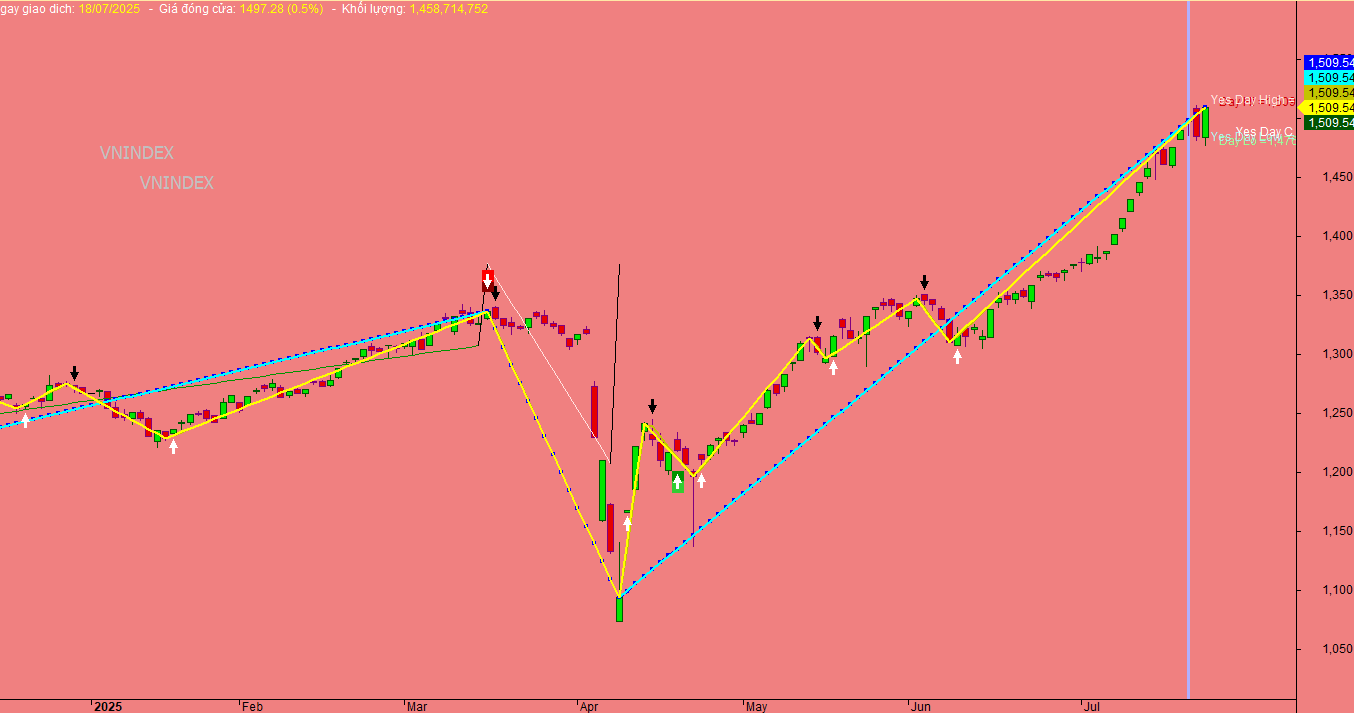 gay giao dich: 18/07/2025 - Giá đóng cửa: 1497.28 (0.5%) - Khối lượng: 1,458,714,752
1,509.54
1,509.54
1,509.54
1,509.54
1,509.54
Yes Day High
Yes Day C
VNINDEX
VNINDEX
1,450
1,400
1,350
1,300
1,250
1,200
1,150
1,100
1,050
2025 Feb Mar Apr May Jun Jul